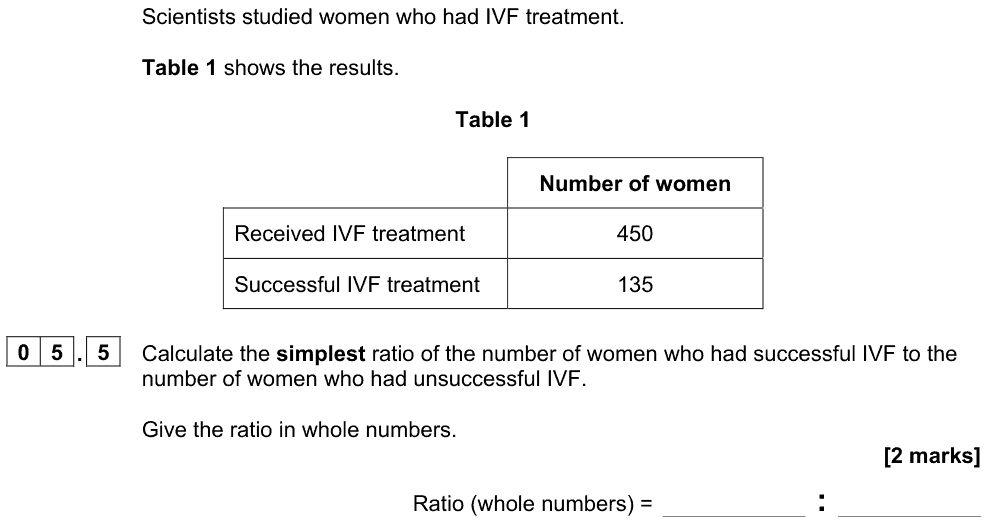 Scientists studied women who had IVF treatment.
Table 1 shows the results.
Table 1
Number of women
Received IVF treatment 450
Successful IVF treatment 135
0 5 . 5 Calculate the simplest ratio of the number of women who had successful IVF to the
number of women who had unsuccessful IVF.
Give the ratio in whole numbers.
[2 marks]
Ratio (whole numbers) = ________ : ________